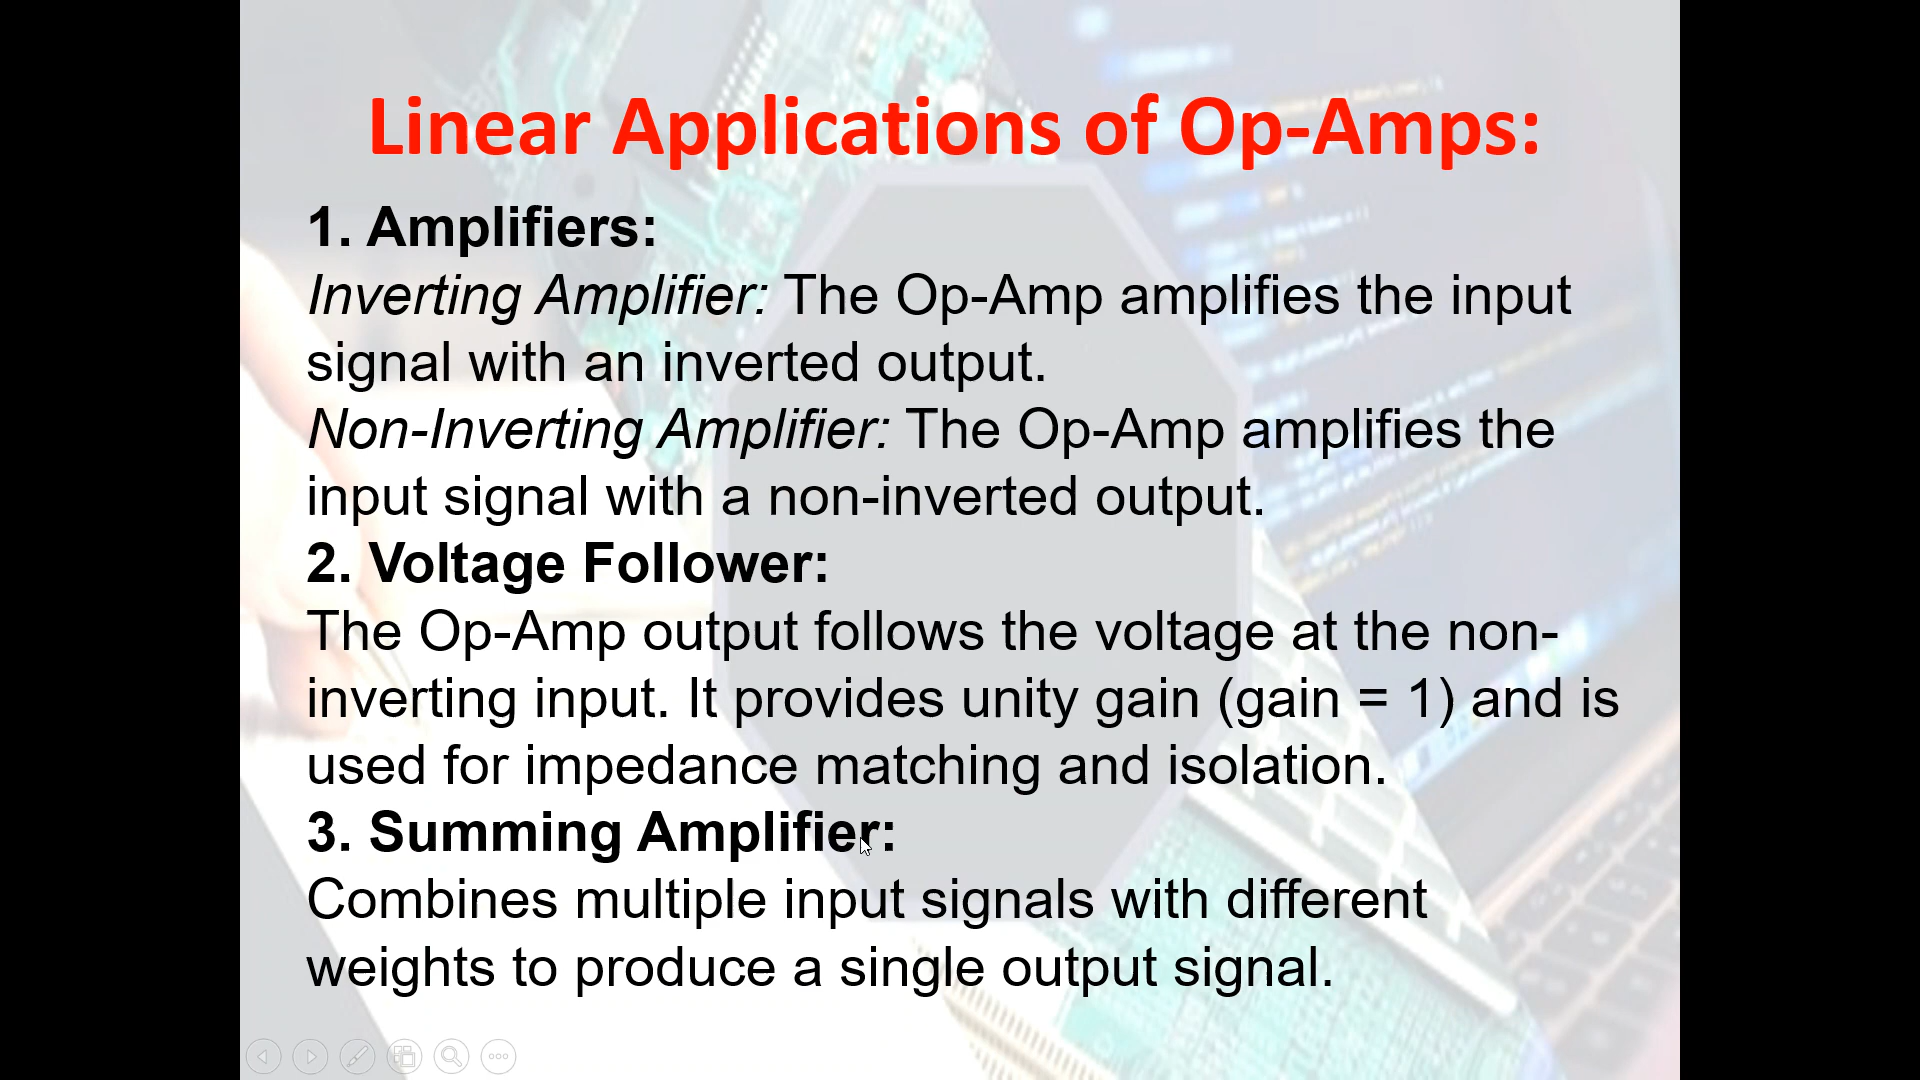 Linear Applications of Op-Amps:
1. Amplifiers:
Inverting Amplifier: The Op-Amp amplifies the input
signal with an inverted output.
Non-Inverting Amplifier: The Op-Amp amplifies the
input signal with a non-inverted output.
2. Voltage Follower:
The Op-Amp output follows the voltage at the non-
inverting input. It provides unity gain (gain = 1) and is
used for impedance matching and isolation.
3. Summing Amplifier:
Combines multiple input signals with different
weights to produce a single output signal.